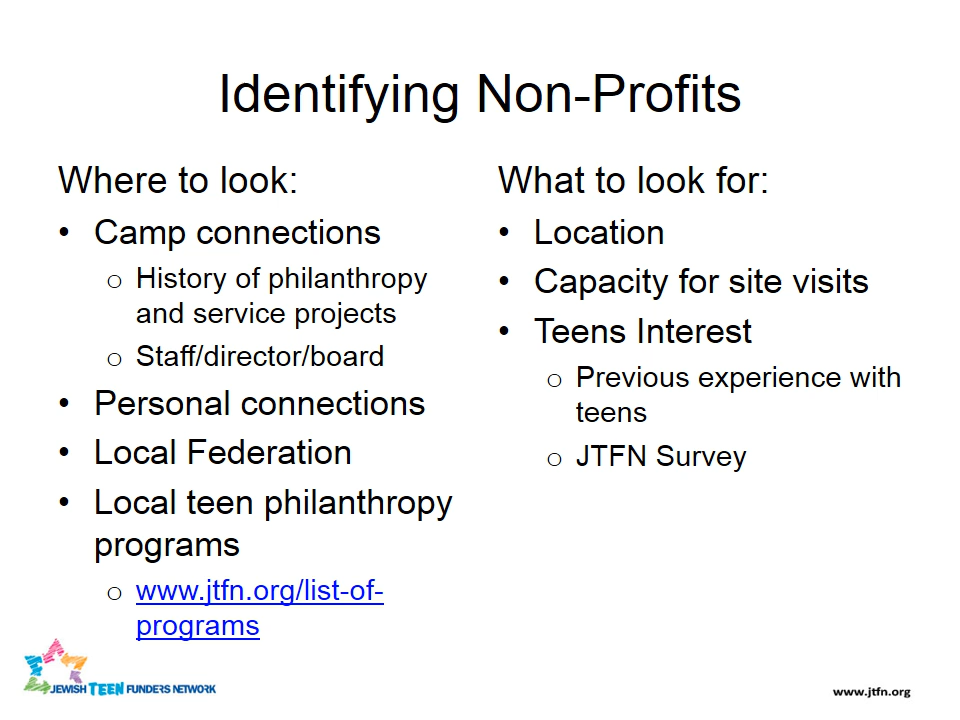 Identifying Non-Profits
Where to look:
• Camp connections
o History of philanthropy
and service projects
o Staff/director/board
• Personal connections
• Local Federation
• Local teen philanthropy
programs
o www.jtfn.org/list-of-
programs
What to look for:
• Location
• Capacity for site visits
• Teens Interest
o Previous experience with
teens
o JTFN Survey
JEWISH TEEN FUNDERS NETWORK
www.jtfn.org